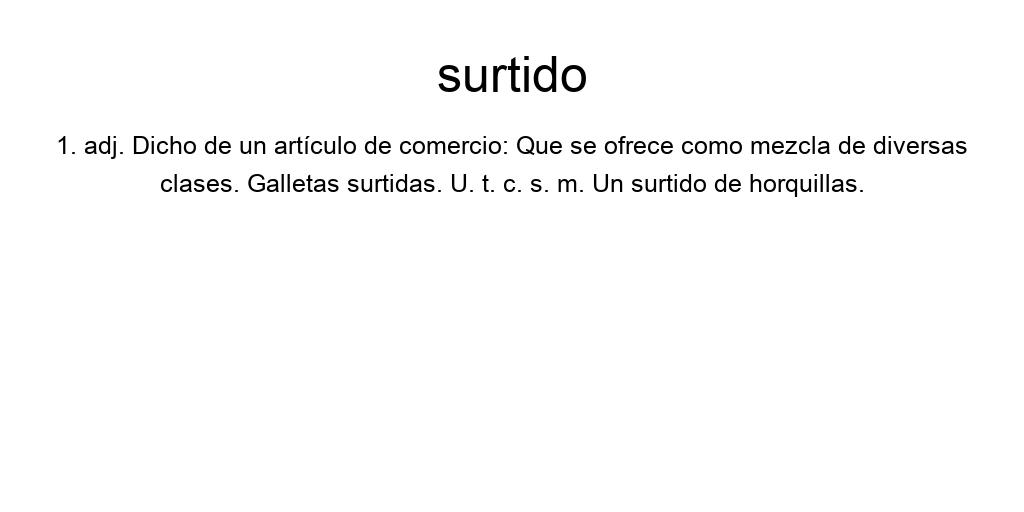 surtido
1. adj. Dicho de un artículo de comercio: Que se ofrece como mezcla de diversas
clases. Galletas surtidas. U. t. c. s. m. Un surtido de horquillas.